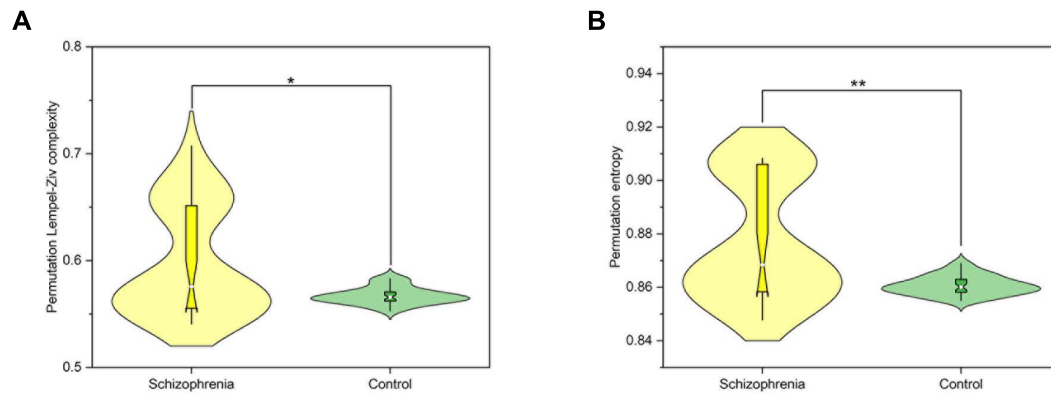 A
Permutation Lempel-Ziv complexity
0.8
0.7
0.6
0.5
*
Schizophrenia
Control
B
Permutation entropy
0.94
0.92
0.90
0.88
0.86
0.84
**
Schizophrenia
Control